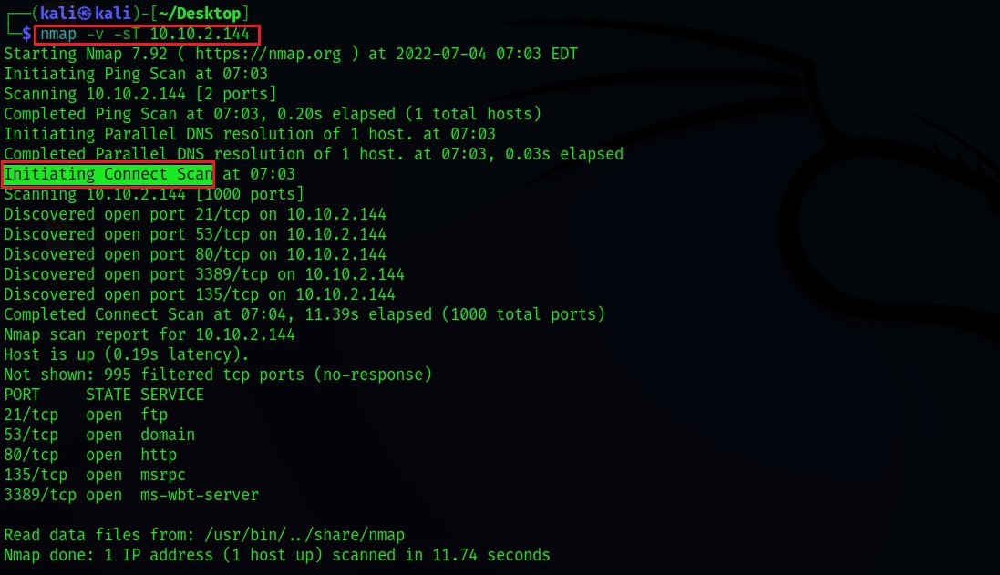 ┌──(kali㉿kali)-[~/Desktop]
└─$ nmap -v -sT 10.10.2.144
Starting Nmap 7.92 ( https://nmap.org ) at 2022-07-04 07:03 EDT
Initiating Ping Scan at 07:03
Scanning 10.10.2.144 [2 ports]
Completed Ping Scan at 07:03, 0.20s elapsed (1 total hosts)
Initiating Parallel DNS resolution of 1 host. at 07:03
Completed Parallel DNS resolution of 1 host. at 07:03, 0.03s elapsed
Initiating Connect Scan at 07:03
Scanning 10.10.2.144 [1000 ports]
Discovered open port 21/tcp on 10.10.2.144
Discovered open port 53/tcp on 10.10.2.144
Discovered open port 80/tcp on 10.10.2.144
Discovered open port 3389/tcp on 10.10.2.144
Discovered open port 135/tcp on 10.10.2.144
Completed Connect Scan at 07:04, 11.39s elapsed (1000 total ports)
Nmap scan report for 10.10.2.144
Host is up (0.19s latency).
Not shown: 995 filtered tcp ports (no-response)
PORT     STATE SERVICE
21/tcp   open  ftp
53/tcp   open  domain
80/tcp   open  http
135/tcp  open  msrpc
3389/tcp open  ms-wbt-server
Read data files from: /usr/bin/../share/nmap
Nmap done: 1 IP address (1 host up) scanned in 11.74 seconds